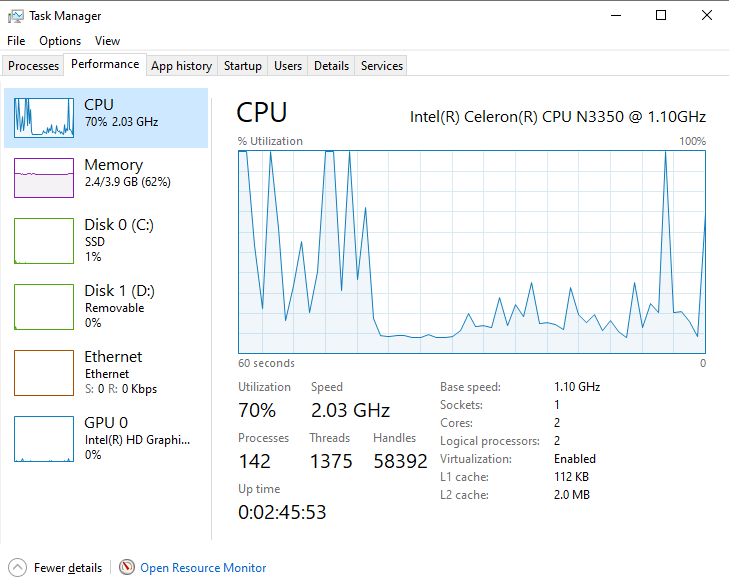 Task Manager
File Options View
Processes Performance App history Startup Users Details Services
CPU
70% 2.03 GHz
Memory
2.4/3.9 GB (62%)
Disk 0 (C:)
SSD
1%
Disk 1 (D:)
Removable
0%
Ethernet
Ethernet
S: 0 R: 0 Kbps
GPU 0
Intel(R) HD Graphi...
0%
CPU Intel(R) Celeron(R) CPU N3350 @ 1.10GHz
% Utilization 100%
60 seconds 0
Utilization Speed
70% 2.03 GHz
Processes Threads Handles
142 1375 58392
Up time
0:02:45:53
Base speed: 1.10 GHz
Sockets: 1
Cores: 2
Logical processors: 2
Virtualization: Enabled
L1 cache: 112 KB
L2 cache: 2.0 MB
Fewer details Open Resource Monitor